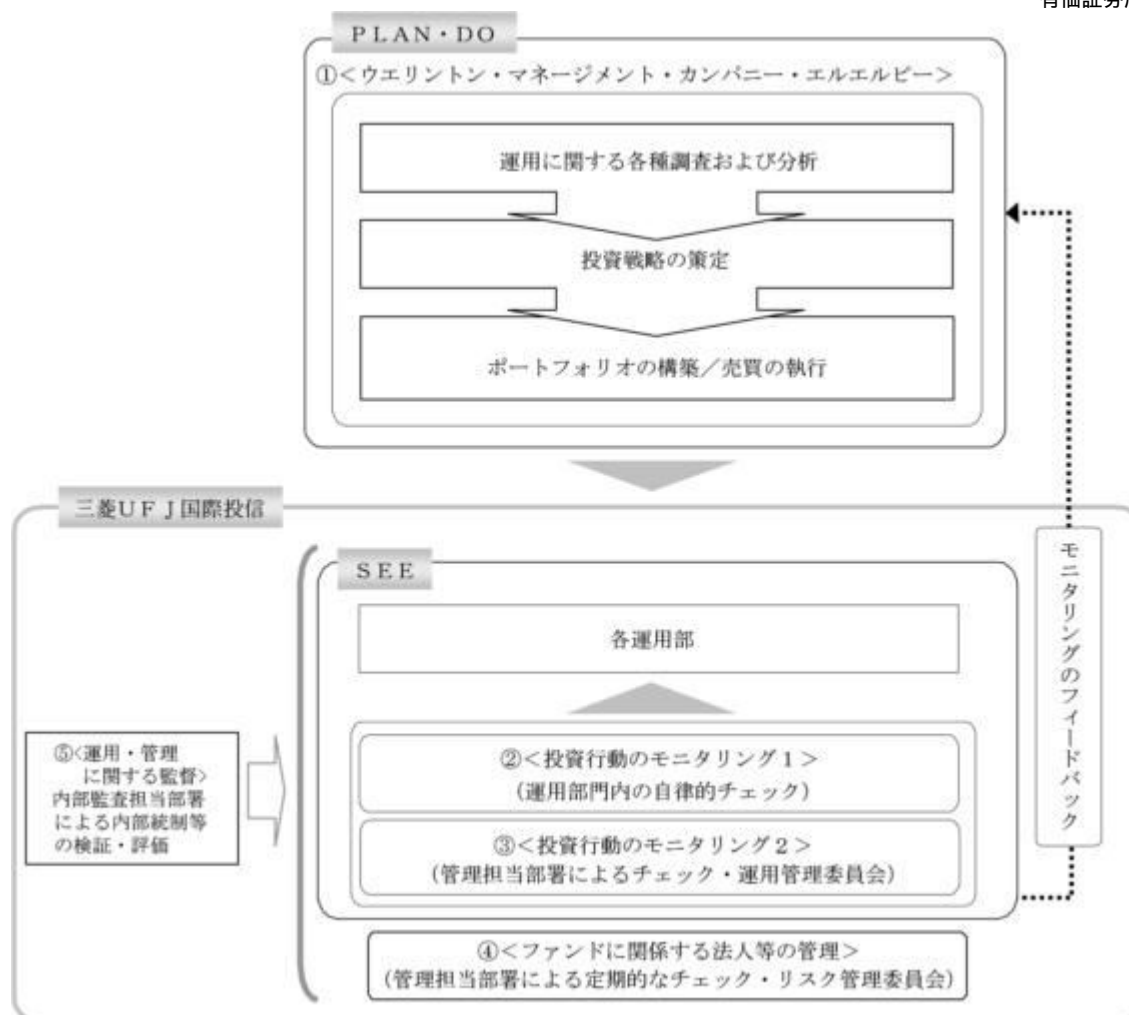 ＰＬＡＮ・ＤＯ
①＜ウエリントン・マネージメント・カンパニー・エルエルピー＞
運用に関する各種調査および分析
投資戦略の策定
ポートフォリオの構築／売買の執行
三菱ＵＦＪ国際投信
ＳＥＥ
各運用部
②＜投資行動のモニタリング１＞
（運用部門内の自律的チェック）
③＜投資行動のモニタリング２＞
（管理担当部署によるチェック・運用管理委員会）
④＜ファンドに関係する法人等の管理＞
（管理担当部署による定期的なチェック・リスク管理委員会）
⑤＜運用・管理
に関する監督＞
内部監査担当部署
による内部統制等
の検証・評価
モニタリングのフィードバック